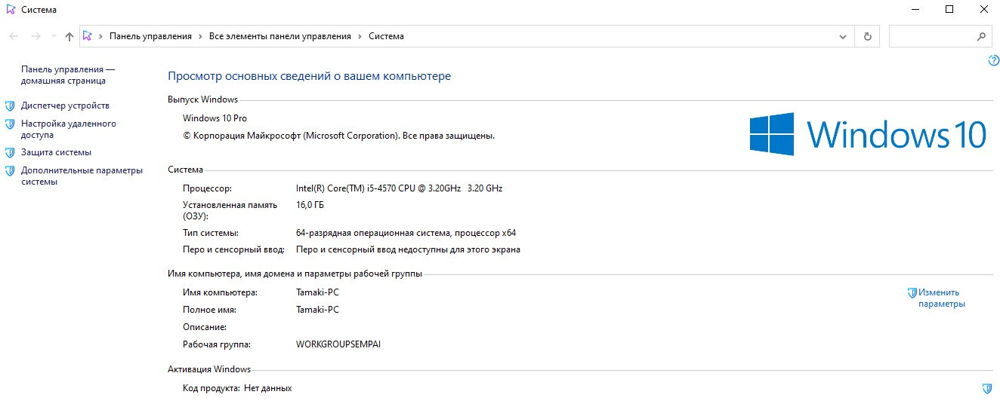 Система
Панель управления > Все элементы панели управления > Система
Панель управления —
домашняя страница
Диспетчер устройств
Настройка удаленного
доступа
Защита системы
Дополнительные параметры
системы
Просмотр основных сведений о вашем компьютере
Выпуск Windows
Windows 10 Pro
© Корпорация Майкрософт (Microsoft Corporation). Все права защищены.
Windows 10
Система
Процессор: Intel(R) Core(TM) i5-4570 CPU @ 3.20GHz 3.20 GHz
Установленная память
(ОЗУ): 16,0 ГБ
Тип системы: 64-разрядная операционная система, процессор x64
Перо и сенсорный ввод: Перо и сенсорный ввод недоступны для этого экрана
Имя компьютера, имя домена и параметры рабочей группы
Имя компьютера: Tamaki-PC
Изменить
параметры
Полное имя: Tamaki-PC
Описание:
Рабочая группа: WORKGROUPSEMPAI
Активация Windows
Код продукта: Нет данных